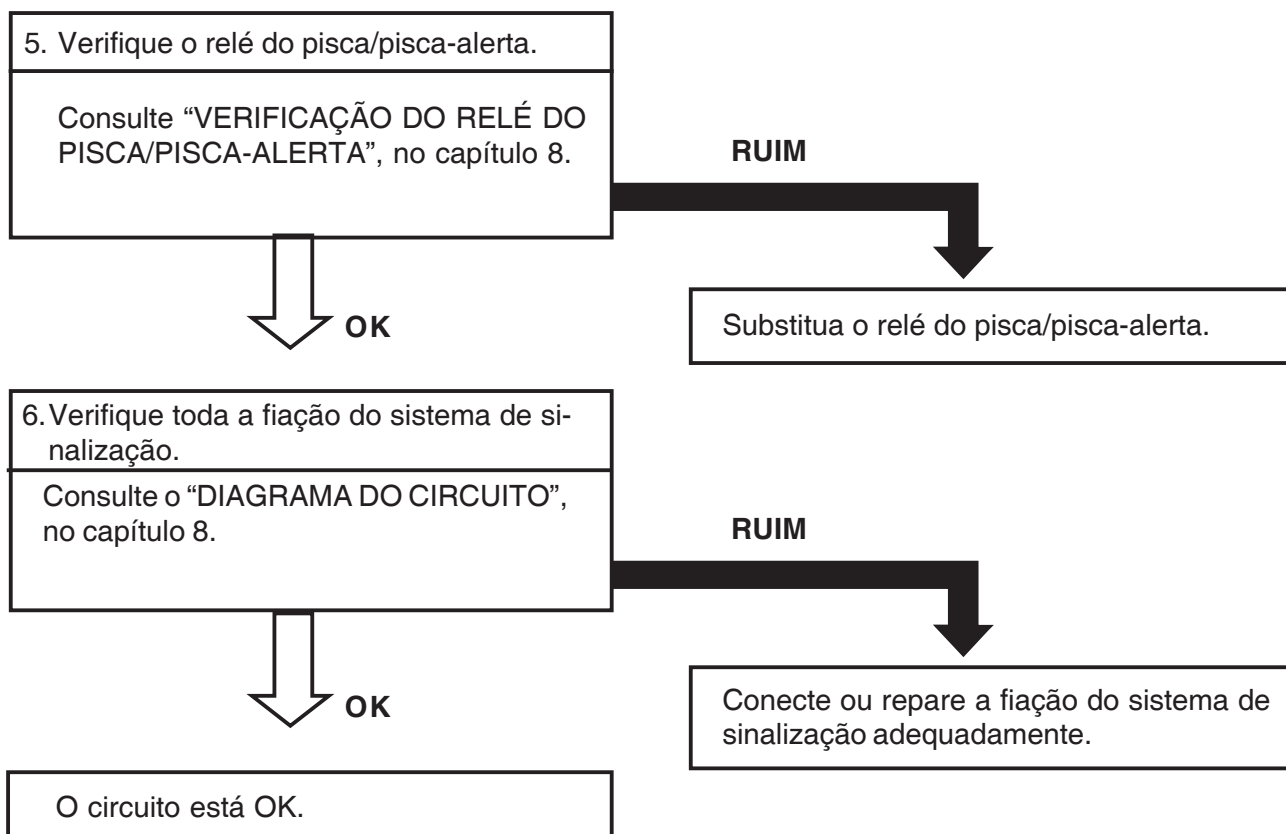 5. Verifique o relé do pisca/pisca-alerta.
Consulte “VERIFICAÇÃO DO RELÉ DO
PISCA/PISCA-ALERTA”, no capítulo 8.
RUIM
OK
Substitua o relé do pisca/pisca-alerta.
6.Verifique toda a fiação do sistema de si-
nalização.
Consulte o “DIAGRAMA DO CIRCUITO”,
no capítulo 8.
RUIM
OK
Conecte ou repare a fiação do sistema de
sinalização adequadamente.
O circuito está OK.